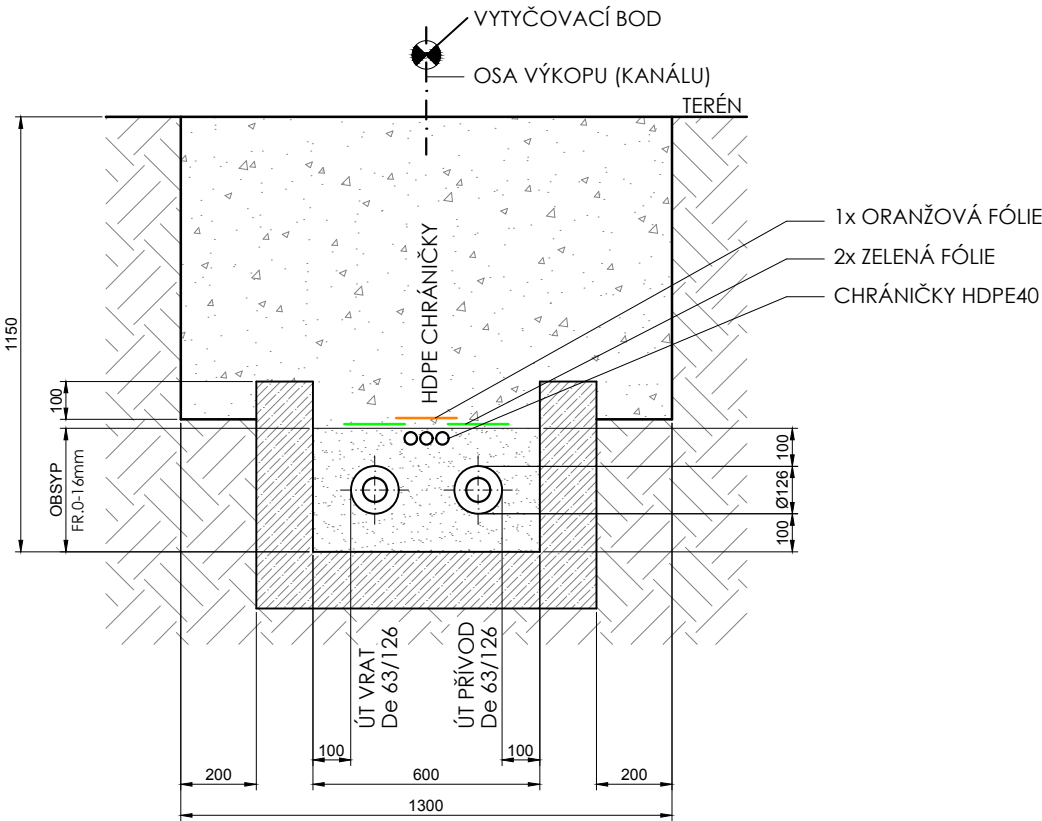 VYTYČOVACÍ BOD
OSA VÝKOPU (KANÁLU)
TERÉN
1x ORANŽOVÁ FÓLIE
2x ZELENÁ FÓLIE
CHRÁNIČKY HDPE40
HDPE CHRÁNIČKY
1150
100
OBSYP
FR.0-16mm
100
Ø126
100
ÚT VRAT
De 63/126
ÚT PŘÍVOD
De 63/126
100
100
200
600
200
1300